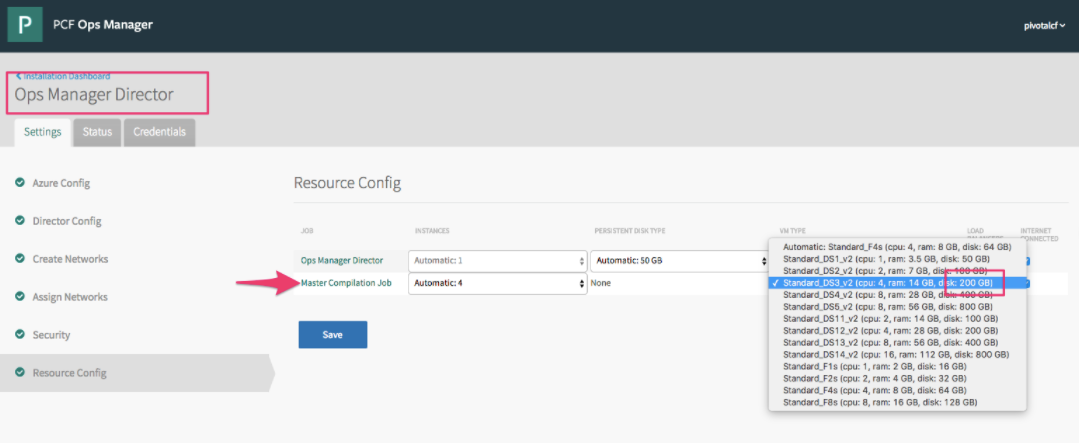 P PCF Ops Manager
pivotalcf
Installation Dashboard
Ops Manager Director
Settings Status Credentials
Azure Config
Director Config
Create Networks
Assign Networks
Security
Resource Config
Resource Config
JOB INSTANCES PERSISTENT DISK TYPE VM TYPE LOAD INTERNET
CONNECTED
Ops Manager Director Automatic: 1 Automatic: 50 GB
Master Compilation Job Automatic: 4 None
Save
Automatic: Standard_F4s (cpu: 4, ram: 8 GB, disk: 64 GB)
Standard_DS1_v2 (cpu: 1, ram: 3.5 GB, disk: 50 GB)
Standard_DS2_v2 (cpu: 2, ram: 7 GB, disk: 100 GB)
✓ Standard_DS3_v2 (cpu: 4, ram: 14 GB, disk: 200 GB)
Standard_DS4_v2 (cpu: 8, ram: 28 GB, disk: 400 GB)
Standard_DS5_v2 (cpu: 8, ram: 56 GB, disk: 800 GB)
Standard_DS11_v2 (cpu: 2, ram: 14 GB, disk: 100 GB)
Standard_DS12_v2 (cpu: 4, ram: 28 GB, disk: 200 GB)
Standard_DS13_v2 (cpu: 8, ram: 56 GB, disk: 400 GB)
Standard_DS14_v2 (cpu: 16, ram: 112 GB, disk: 800 GB)
Standard_F1s (cpu: 1, ram: 2 GB, disk: 16 GB)
Standard_F2s (cpu: 2, ram: 4 GB, disk: 32 GB)
Standard_F4s (cpu: 4, ram: 8 GB, disk: 64 GB)
Standard_F8s (cpu: 8, ram: 16 GB, disk: 128 GB)